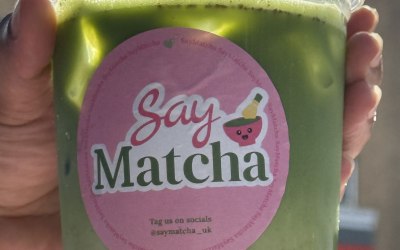 Say
Matcha
Tag us on socials
@saymatcha_uk